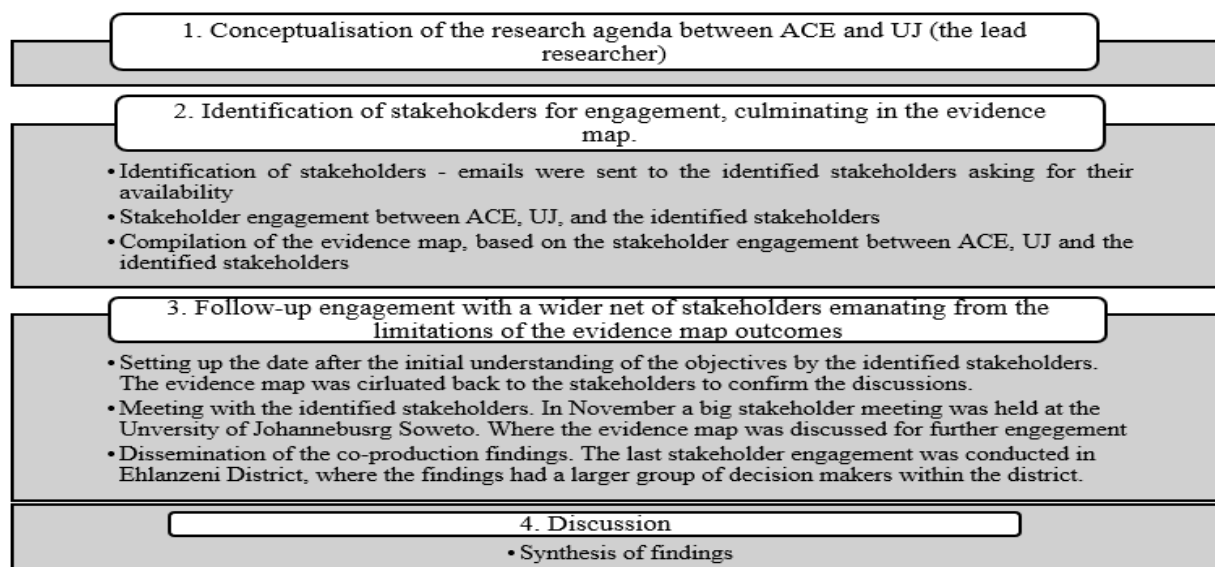 1. Conceptualisation of the research agenda between ACE and UJ (the lead
researcher)
2. Identification of stakehokders for engagement, culminating in the evidence
map.
• Identification of stakeholders - emails were sent to the identified stakeholders asking for their
availability
• Stakeholder engagement between ACE, UJ, and the identified stakeholders
• Compilation of the evidence map, based on the stakeholder engagement between ACE, UJ and the
identified stakeholders
3. Follow-up engagement with a wider net of stakeholders emanating from the
limitations of the evidence map outcomes
• Setting up the date after the initial understanding of the objectives by the identified stakeholders.
The evidence map was cirluated back to the stakeholders to confirm the discussions.
• Meeting with the identified stakeholders. In November a big stakeholder meeting was held at the
Unversity of Johannebusrg Soweto. Where the evidence map was discussed for further engegement
• Dissemination of the co-production findings. The last stakeholder engagement was conducted in
Ehlanzeni District, where the findings had a larger group of decision makers within the district.
4. Discussion
• Synthesis of findings